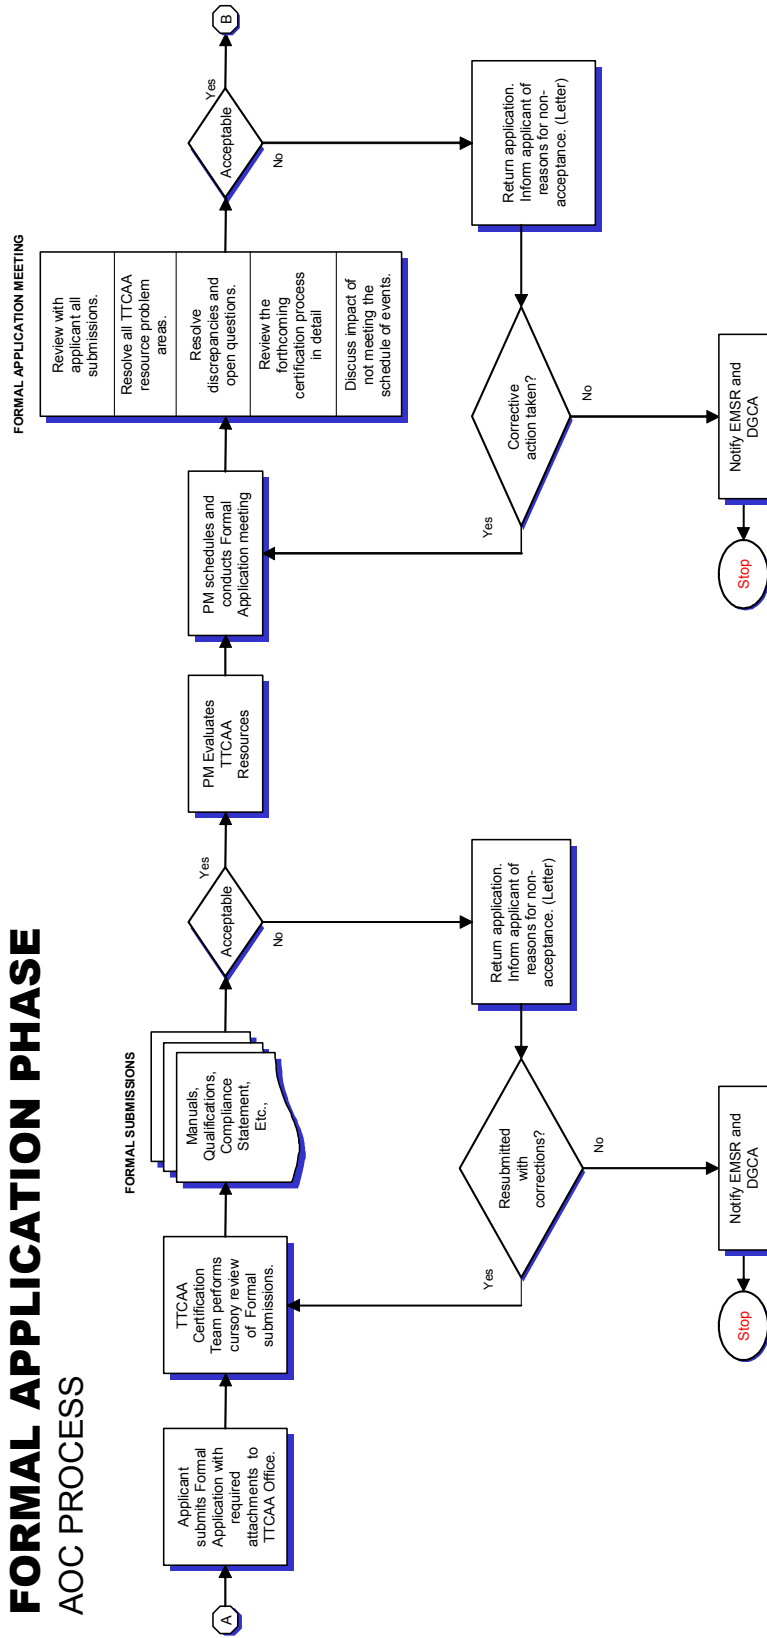 FORMAL APPLICATION PHASE
AOC PROCESS
A
Applicant
submits Formal
Application with
required
attachments to
TTCAA Office.
TTCAA
Certification
Team performs
cursory review
of Formal
submissions.
FORMAL SUBMISSIONS
Manuals,
Qualifications,
Compliance
Statement,
Etc.,
Acceptable
Yes
No
PM Evaluates
TTCAA
Resources
PM schedules and
conducts Formal
Application meeting
FORMAL APPLICATION MEETING
Review with
applicant all
submissions.
Resolve all TTCAA
resource problem
areas.
Resolve
discrepancies and
open questions.
Review the
forthcoming
certification process
in detail
Discuss impact of
not meeting the
schedule of events.
Acceptable
Yes
No
B
Return application.
Inform applicant of
reasons for non-
acceptance. (Letter)
Resubmitted
with
corrections?
Yes
No
Notify EMSR and
DGCA
Stop
Return application.
Inform applicant of
reasons for non-
acceptance. (Letter)
Corrective
action taken?
Yes
No
Notify EMSR and
DGCA
Stop